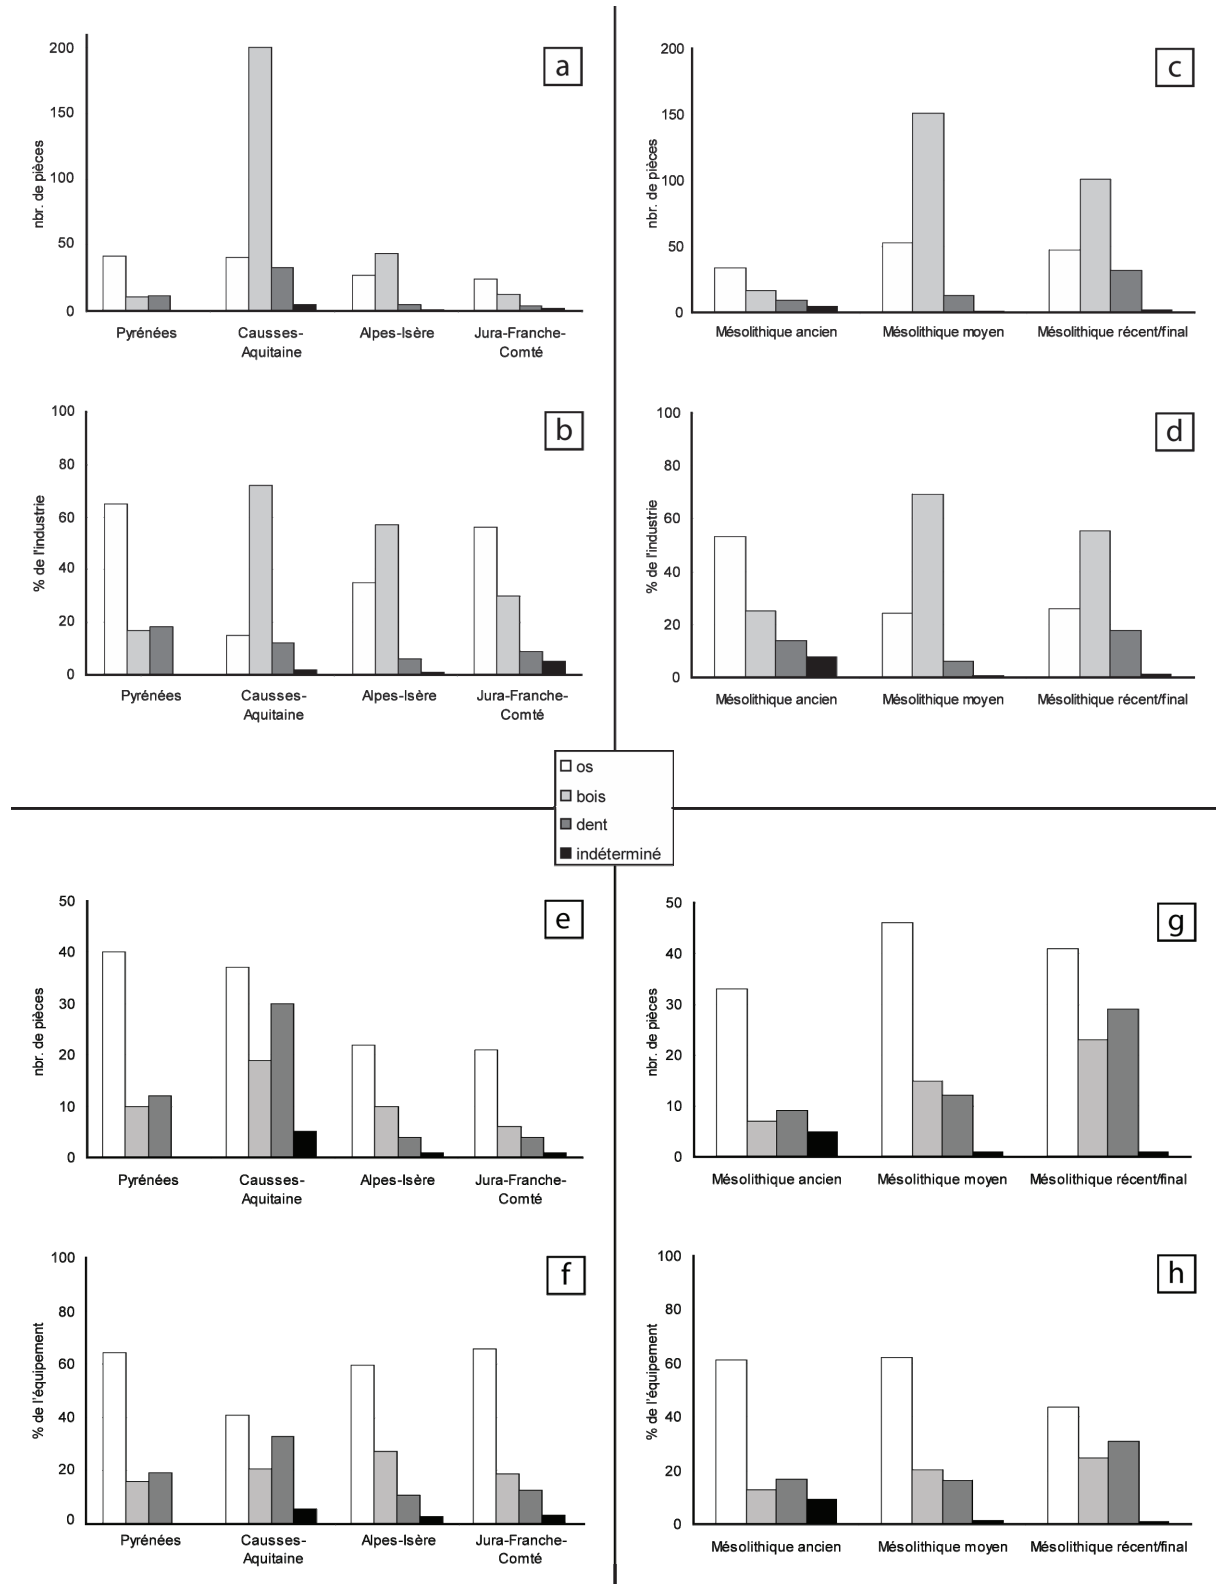 a
200
150
100
50
0
nbr. de pièces
Pyrénées
Causses-
Aquitaine
Alpes-Isère
Jura-Franche-
Comté
c
200
150
100
50
0
nbr. de pièces
Mésolithique ancien
Mésolithique moyen
Mésolithique récent/final
b
100
80
60
40
20
0
% de l'industrie
Pyrénées
Causses-
Aquitaine
Alpes-Isère
Jura-Franche-
Comté
d
100
80
60
40
20
0
% de l'industrie
Mésolithique ancien
Mésolithique moyen
Mésolithique récent/final
os
bois
dent
indéterminé
e
50
40
30
20
10
0
nbr. de pièces
Pyrénées
Causses-
Aquitaine
Alpes-Isère
Jura-Franche-
Comté
g
50
40
30
20
10
0
nbr. de pièces
Mésolithique ancien
Mésolithique moyen
Mésolithique récent/final
f
100
80
60
40
20
0
% de l'équipement
Pyrénées
Causses-
Aquitaine
Alpes-Isère
Jura-Franche-
Comté
h
100
80
60
40
20
0
% de l'équipement
Mésolithique ancien
Mésolithique moyen
Mésolithique récent/final